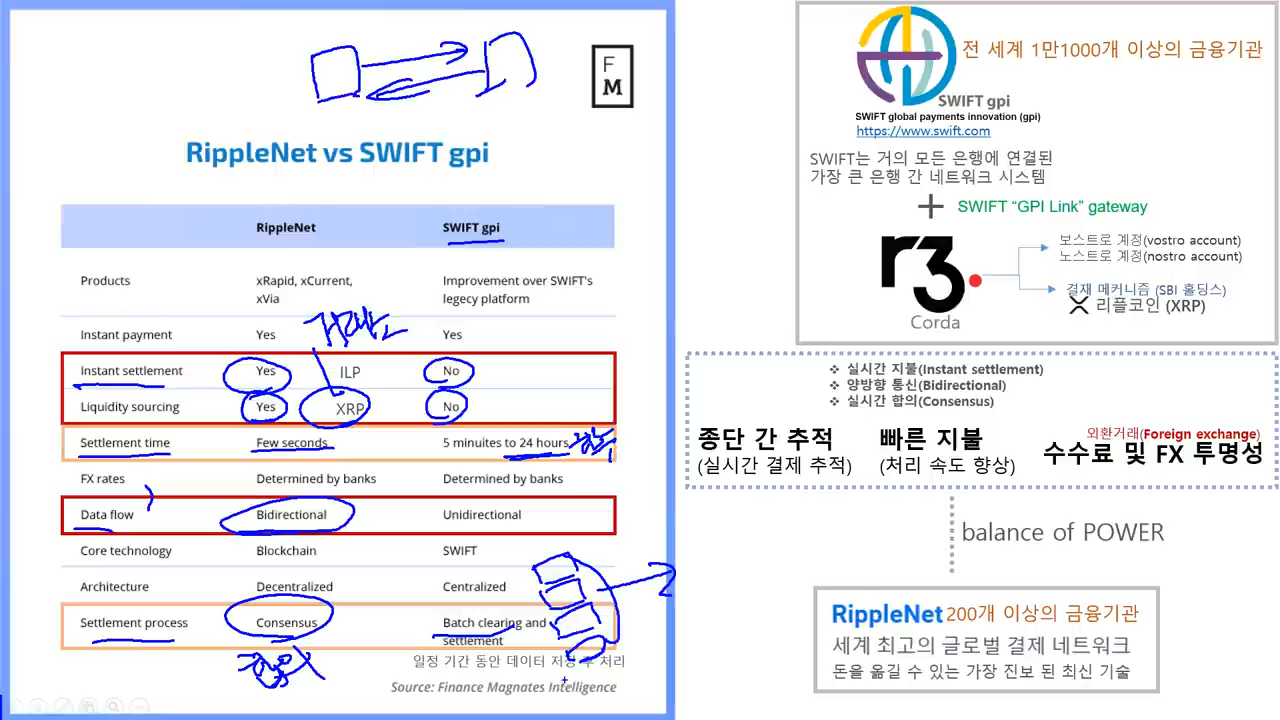 F
M
RippleNet vs SWIFT gpi
RippleNet SWIFT gpi
Products xRapid, xCurrent, xVia Improvement over SWIFT's legecy platform
Instant payment Yes Yes
Instant settlement Yes ILP No
Liquidity sourcing Yes XRP No
Settlement time Few seconds 5 minuites to 24 hours
FX rates Determined by banks Determined by banks
Data flow Bidirectional Unidirectional
Core technology Blockchain SWIFT
Architecture Decentralized Centralized
Settlement process Consensus Batch clearing and settlement
일정 기간 동안 데이터 저장 후 처리
Source: Finance Magnates Intelligence
전 세계 1만1000개 이상의 금융기관
SWIFT gpi
SWIFT global payments innovation (gpi)
https://www.swift.com
SWIFT는 거의 모든 은행에 연결된
가장 큰 은행 간 네트워크 시스템
+ SWIFT “GPI Link” gateway
r3.
Corda
보스트로 계정(vostro account)
노스트로 계정(nostro account)
결재 메커니즘 (SBI 홀딩스)
리플코인 (XRP)
❖ 실시간 지불(Instant settlement)
❖ 양방향 통신(Bidirectional)
❖ 실시간 합의(Consensus)
종단 간 추적
(실시간 결제 추적)
빠른 지불
(처리 속도 향상)
외환거래(Foreign exchange)
수수료 및 FX 투명성
balance of POWER
RippleNet 200개 이상의 금융기관
세계 최고의 글로벌 결제 네트워크
돈을 옮길 수 있는 가장 진보 된 최신 기술